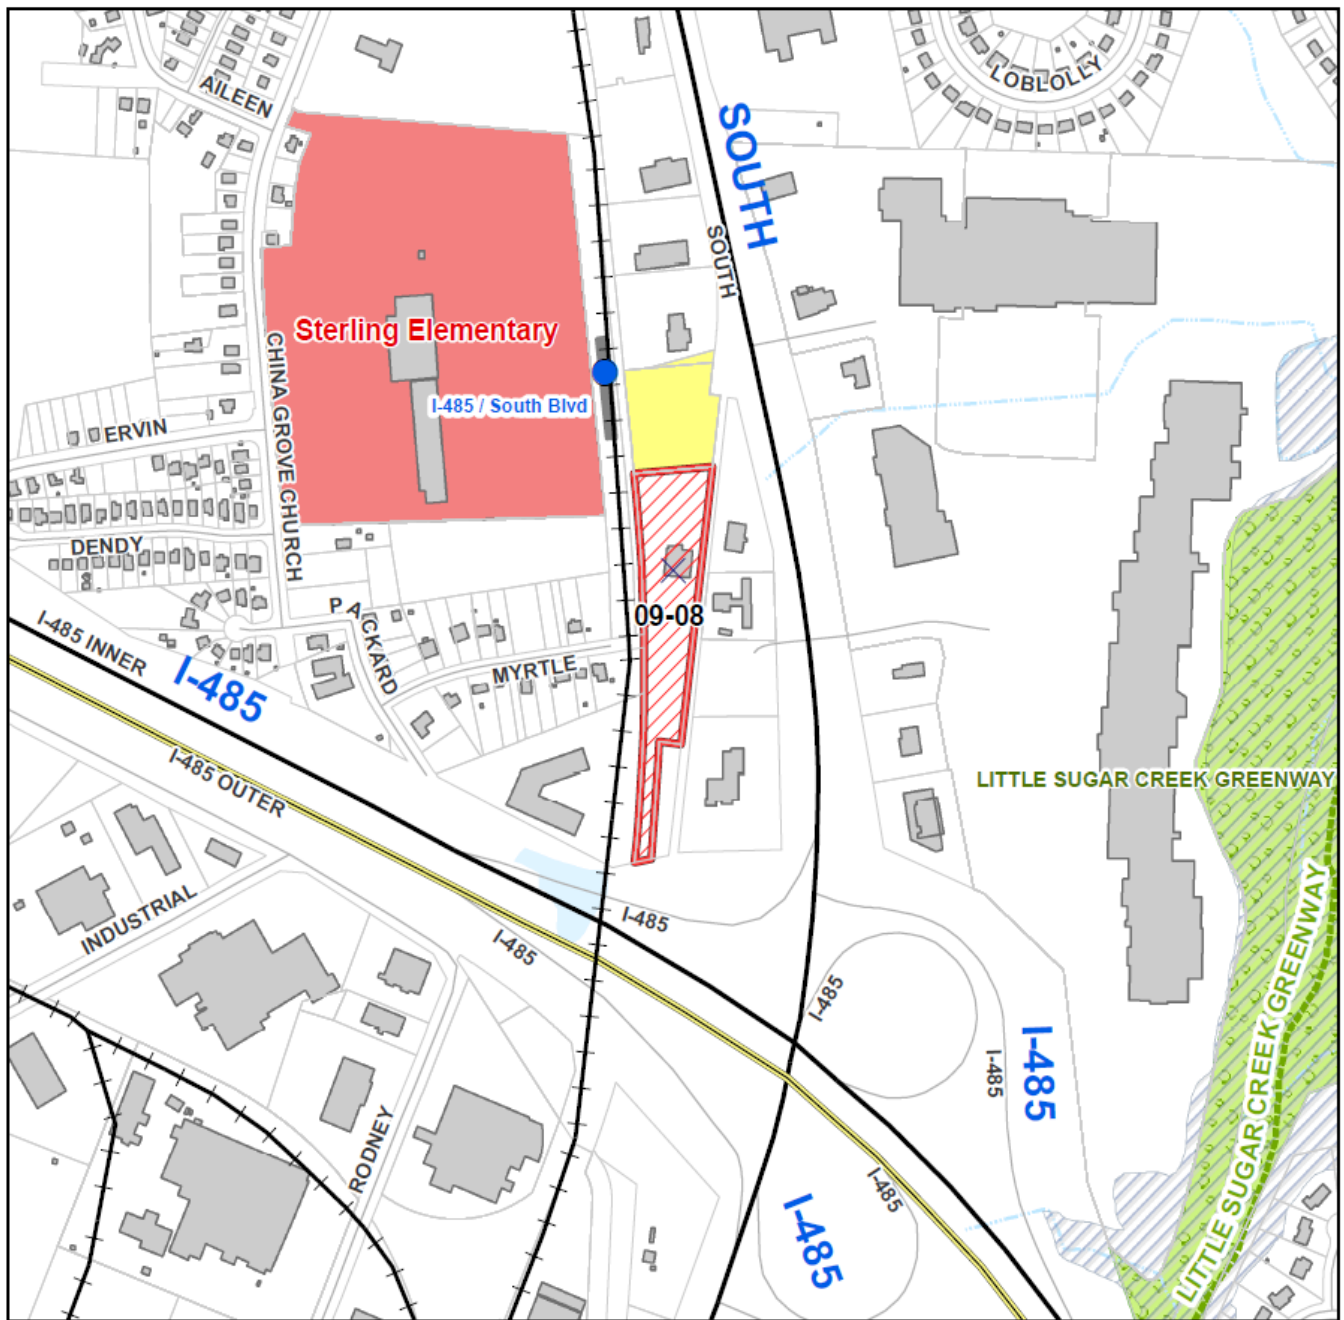 AILEEN
LOBLOLLY
SOUTH
SOUTH
Sterling Elementary
CHINA GROVE CHURCH
I-485 / South Blvd
ERVIN
DENDY
PACKARD
09-08
I-485 INNER
I-485
MYRTLE
I-485 OUTER
LITTLE SUGAR CREEK GREENWAY
INDUSTRIAL
I-485
I-485
I-485
I-485
I-485
RODNEY
I-485
I-485
LITTLE SUGAR CREEK GREENWAY